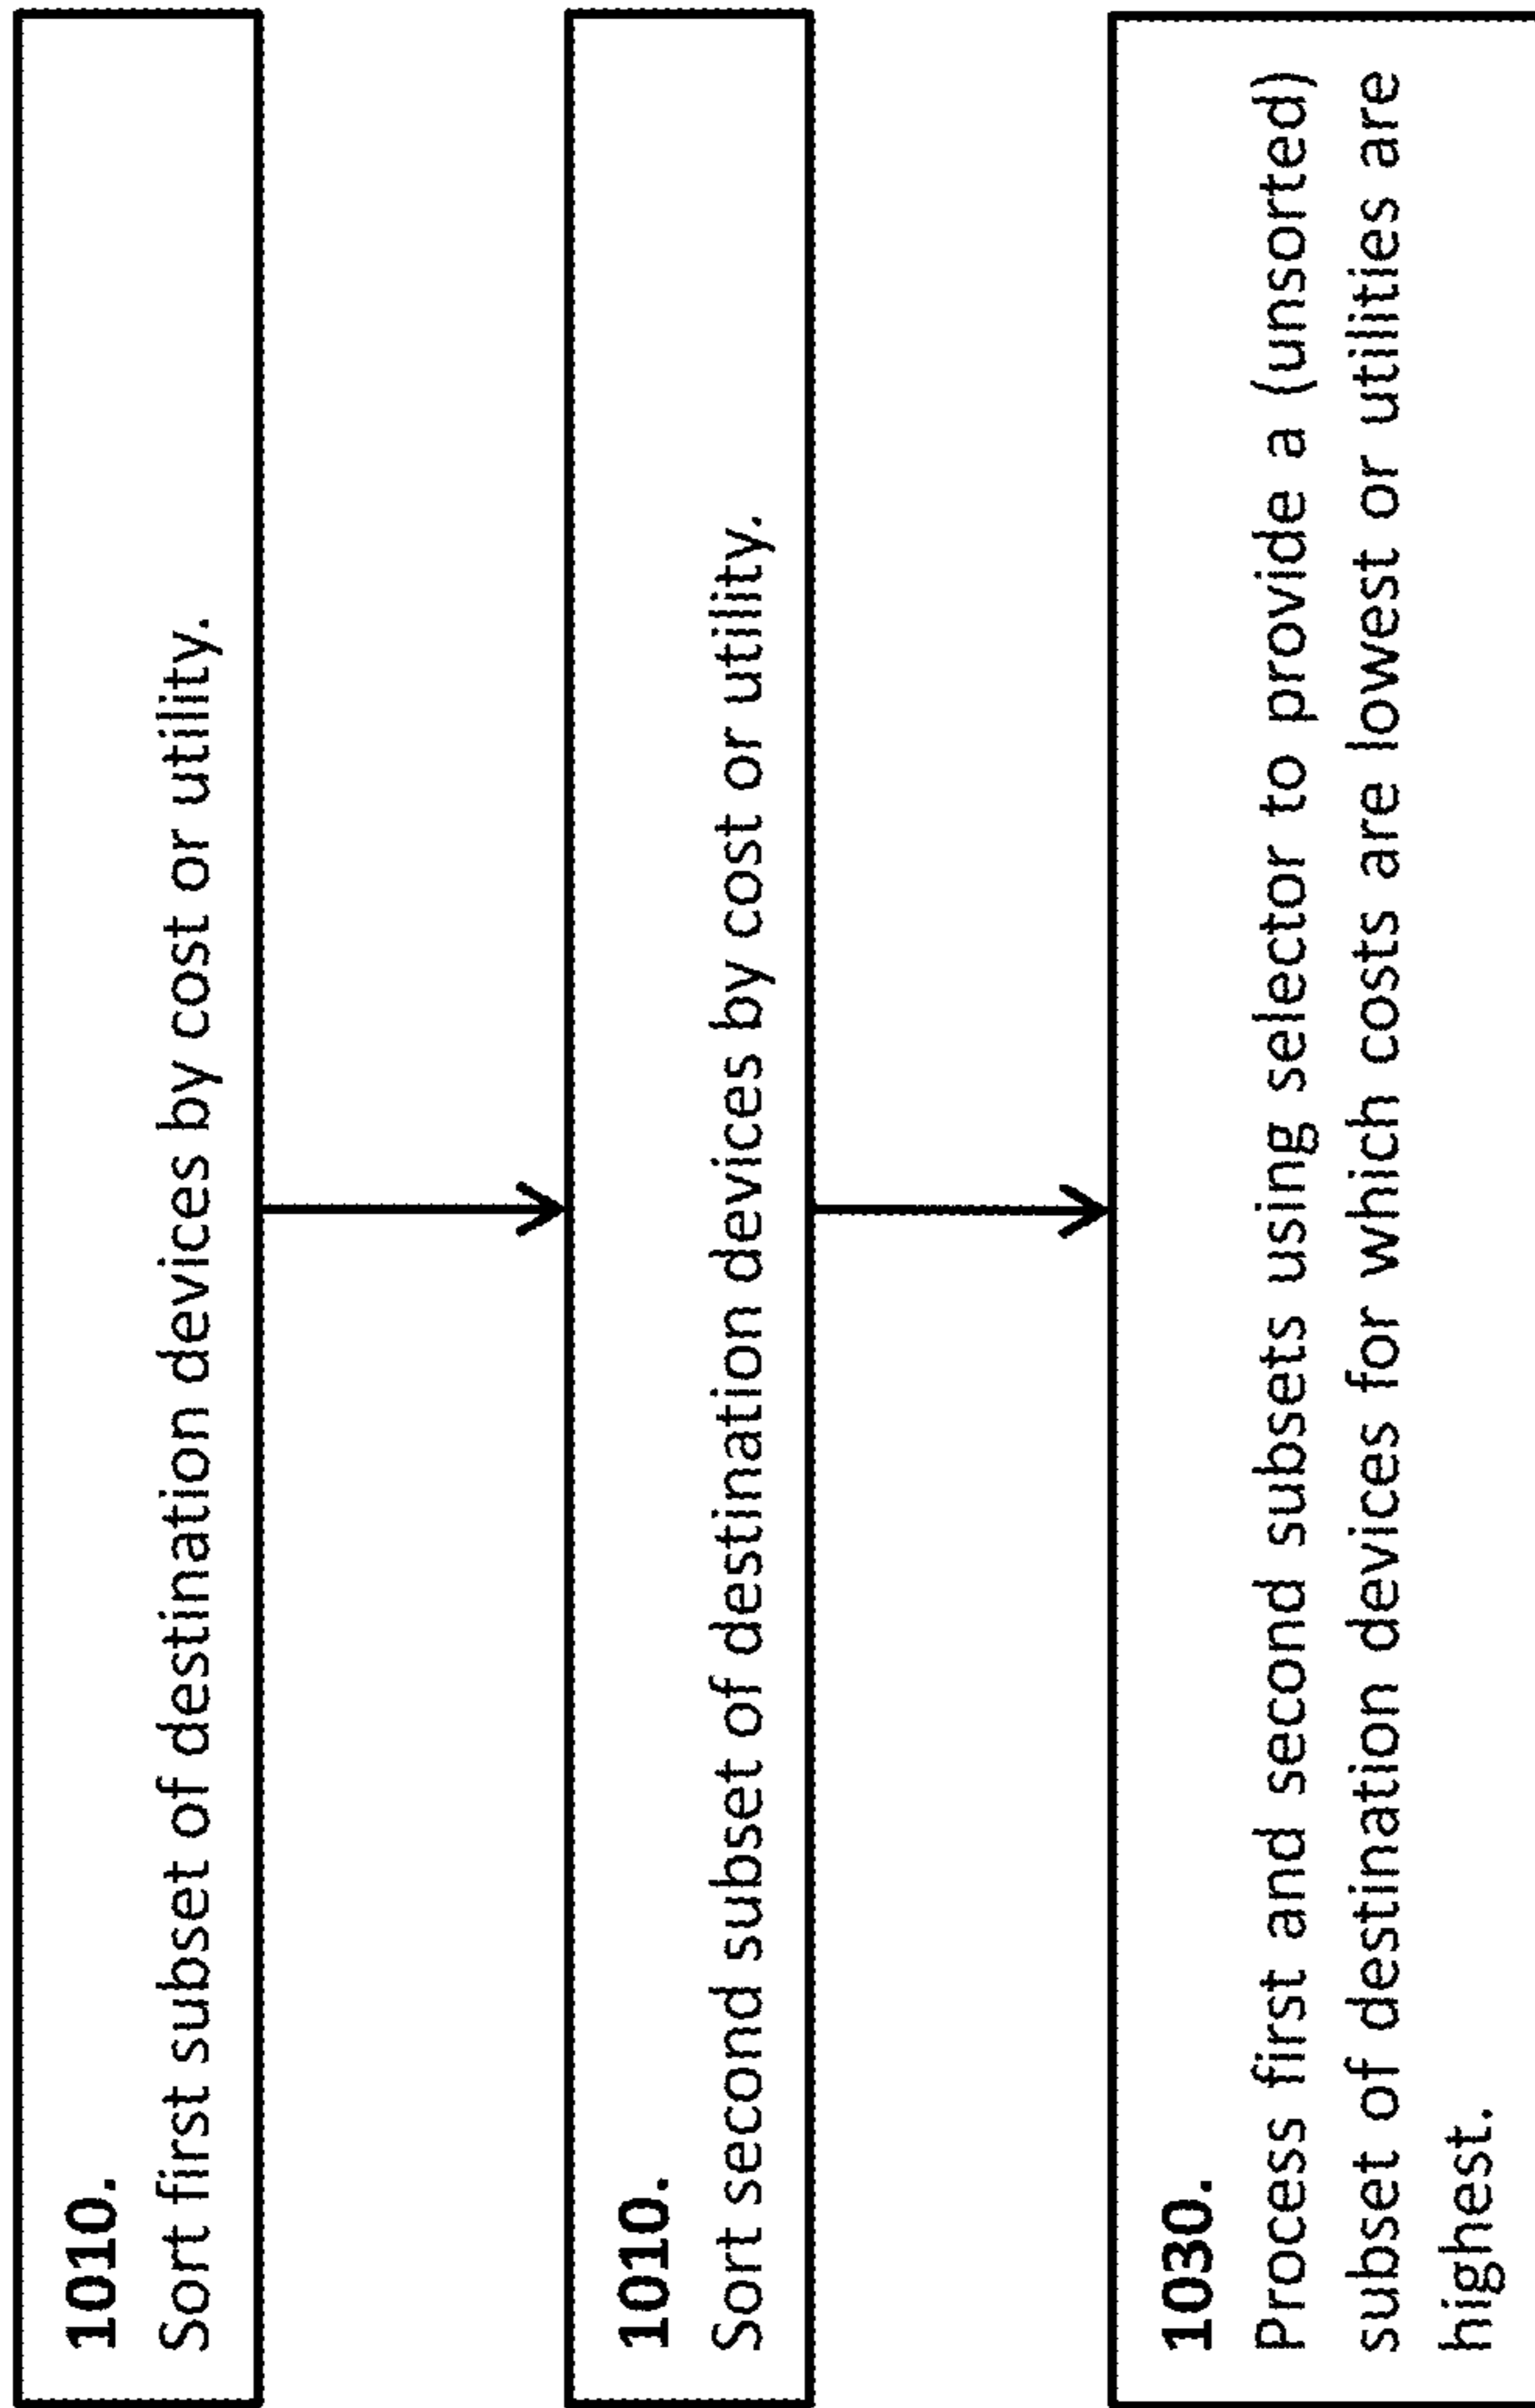 1010.
Sort first subset of destination devices by cost or utility.
1010.
Sort second subset of destination devices by cost or utility.
1030.
Process first and second subsets using selector to provide a (unsorted)
subset of destination devices for which costs are lowest or utilities are
highest.